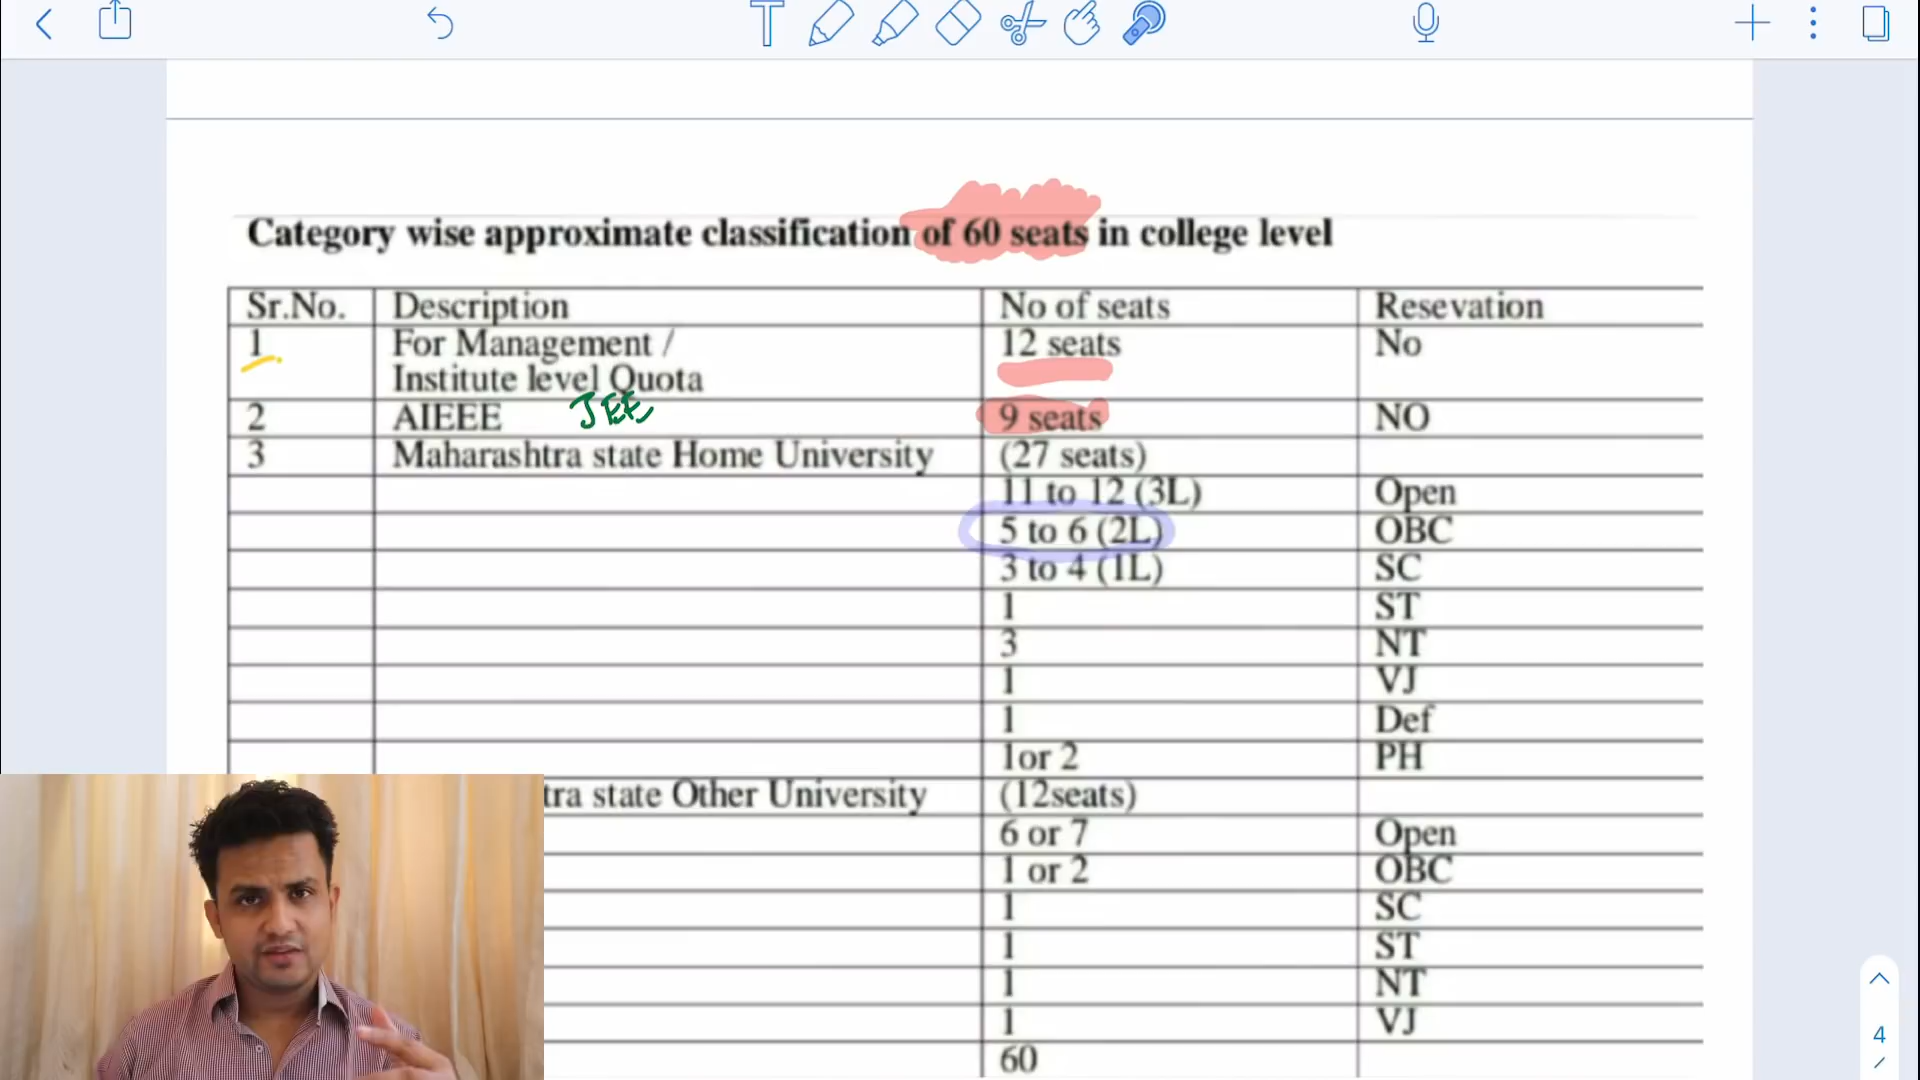 Category wise approximate classification of 60 seats in college level
Sr.No. Description No of seats Resevation
1 For Management / 12 seats No
Institute level Quota
JEE
2 AIEEE 9 seats NO
3 Maharashtra state Home University (27 seats)
11 to 12 (3L) Open
5 to 6 (2L) OBC
3 to 4 (1L) SC
1 ST
3 NT
1 VJ
1 Def
1or 2 PH
tra state Other University (12seats)
6 or 7 Open
1 or 2 OBC
1 SC
1 ST
1 NT
1 VJ
60
4